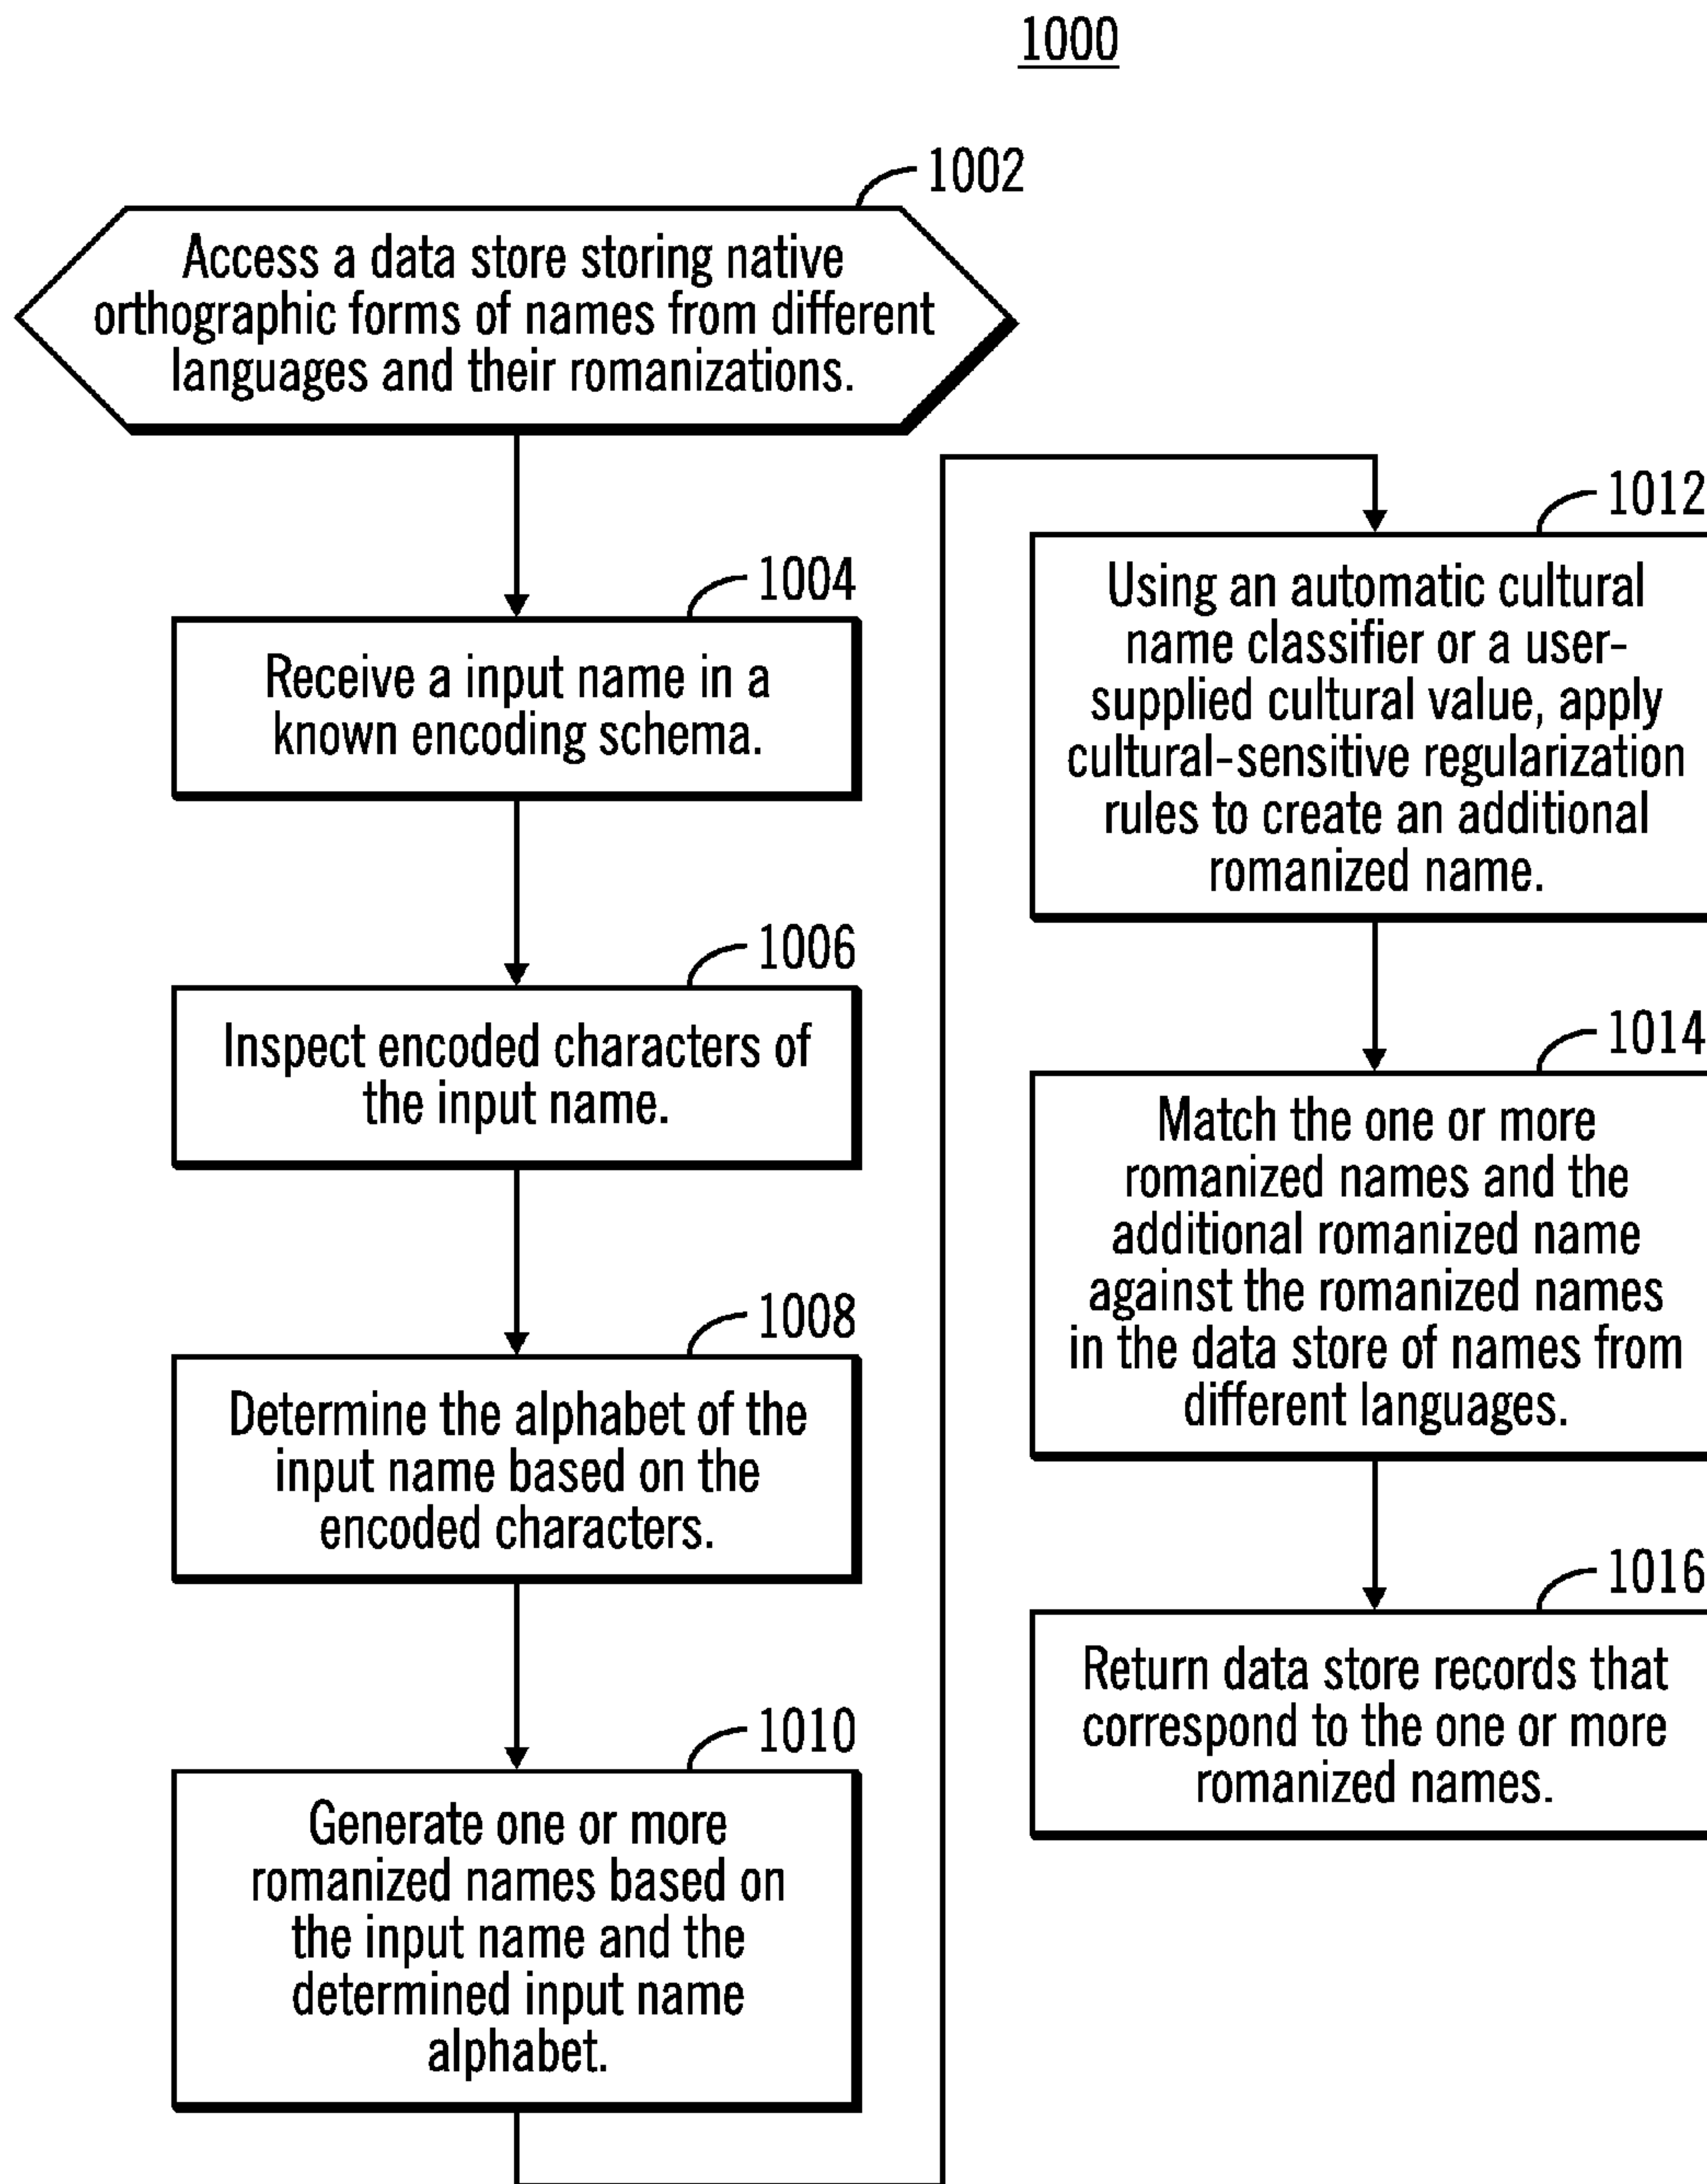 1000
1002
Access a data store storing native
orthographic forms of names from different
languages and their romanizations.
1004
Receive a input name in a
known encoding schema.
1006
Inspect encoded characters of
the input name.
1008
Determine the alphabet of the
input name based on the
encoded characters.
1010
Generate one or more
romanized names based on
the input name and the
determined input name
alphabet.
1012
Using an automatic cultural
name classifier or a user-
supplied cultural value, apply
cultural-sensitive regularization
rules to create an additional
romanized name.
1014
Match the one or more
romanized names and the
additional romanized name
against the romanized names
in the data store of names from
different languages.
1016
Return data store records that
correspond to the one or more
romanized names.